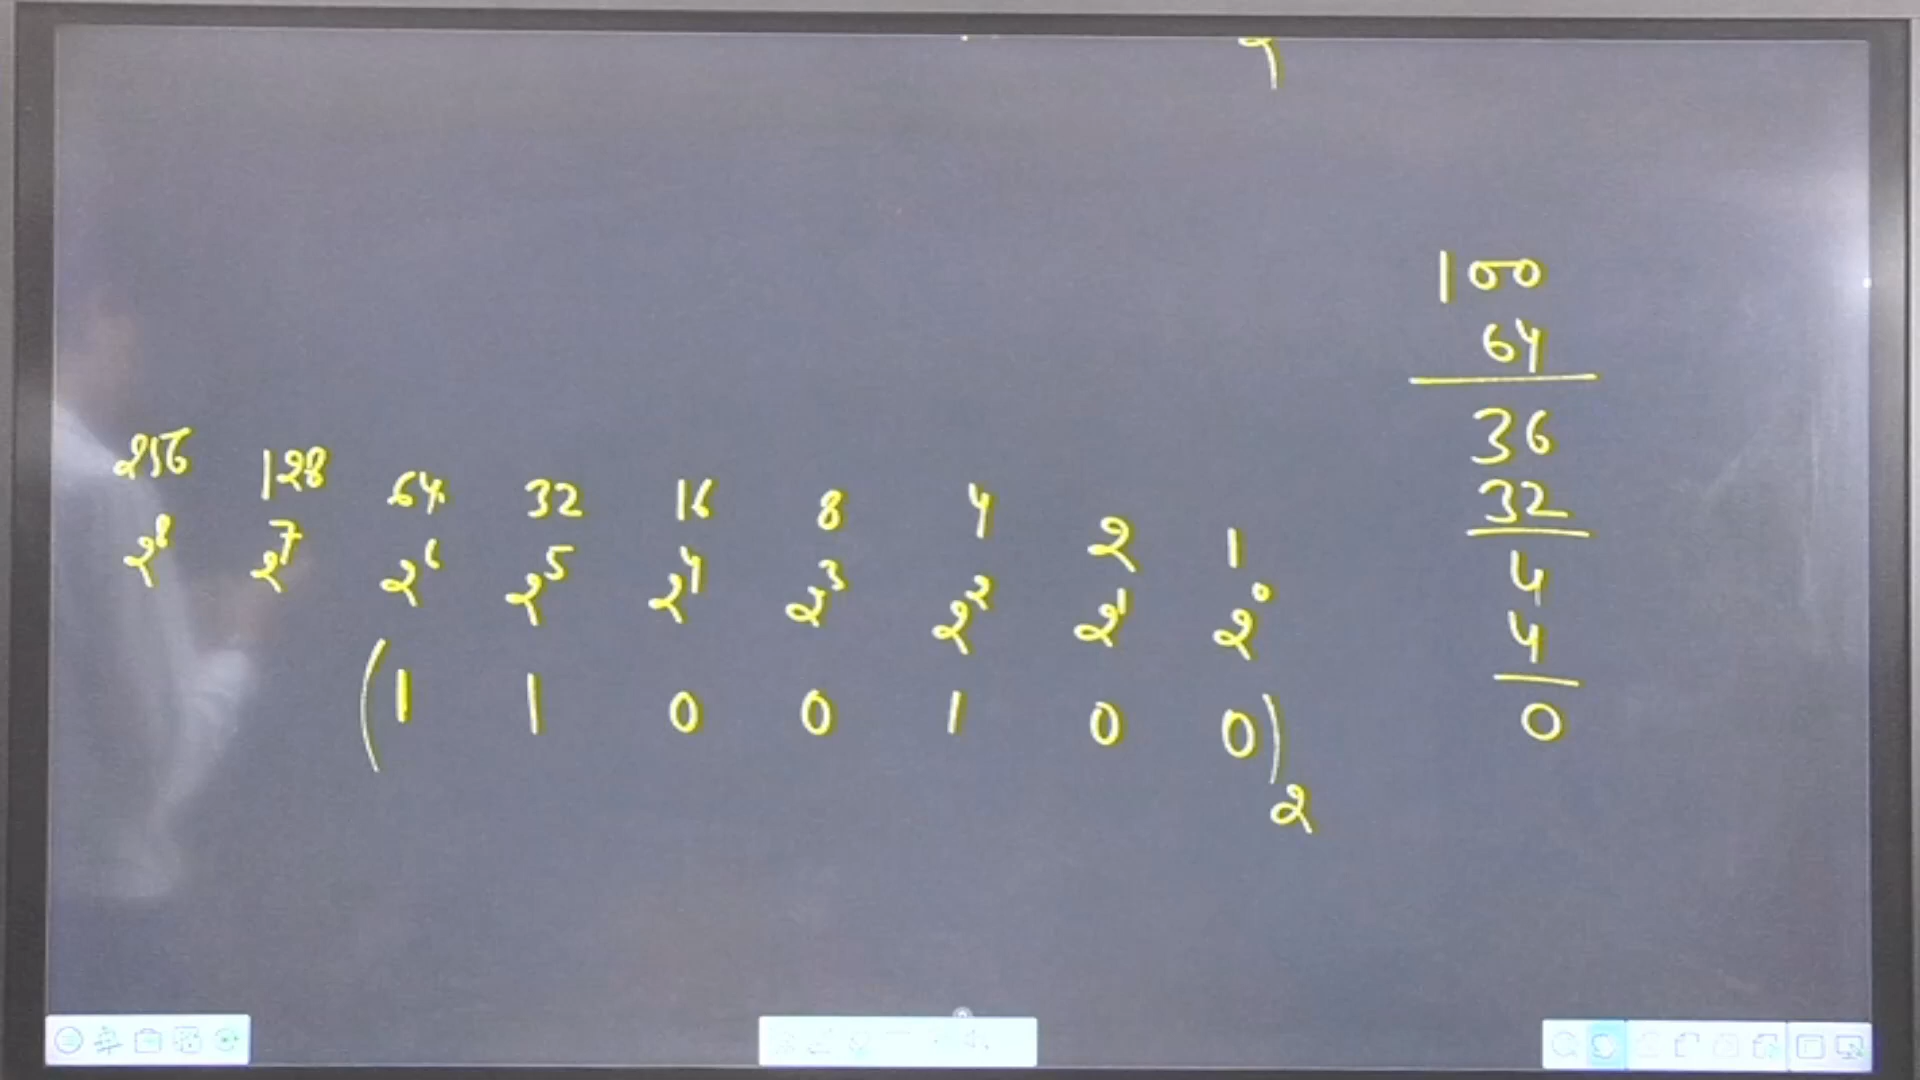 256 128 64 32 16 8 4 2 1
2⁸ 2⁷ 2⁶ 2⁵ 2⁴ 2³ 2² 2¹ 2⁰
(1 1 0 0 1 0 0)₂
100
64
36
32
4
4
0